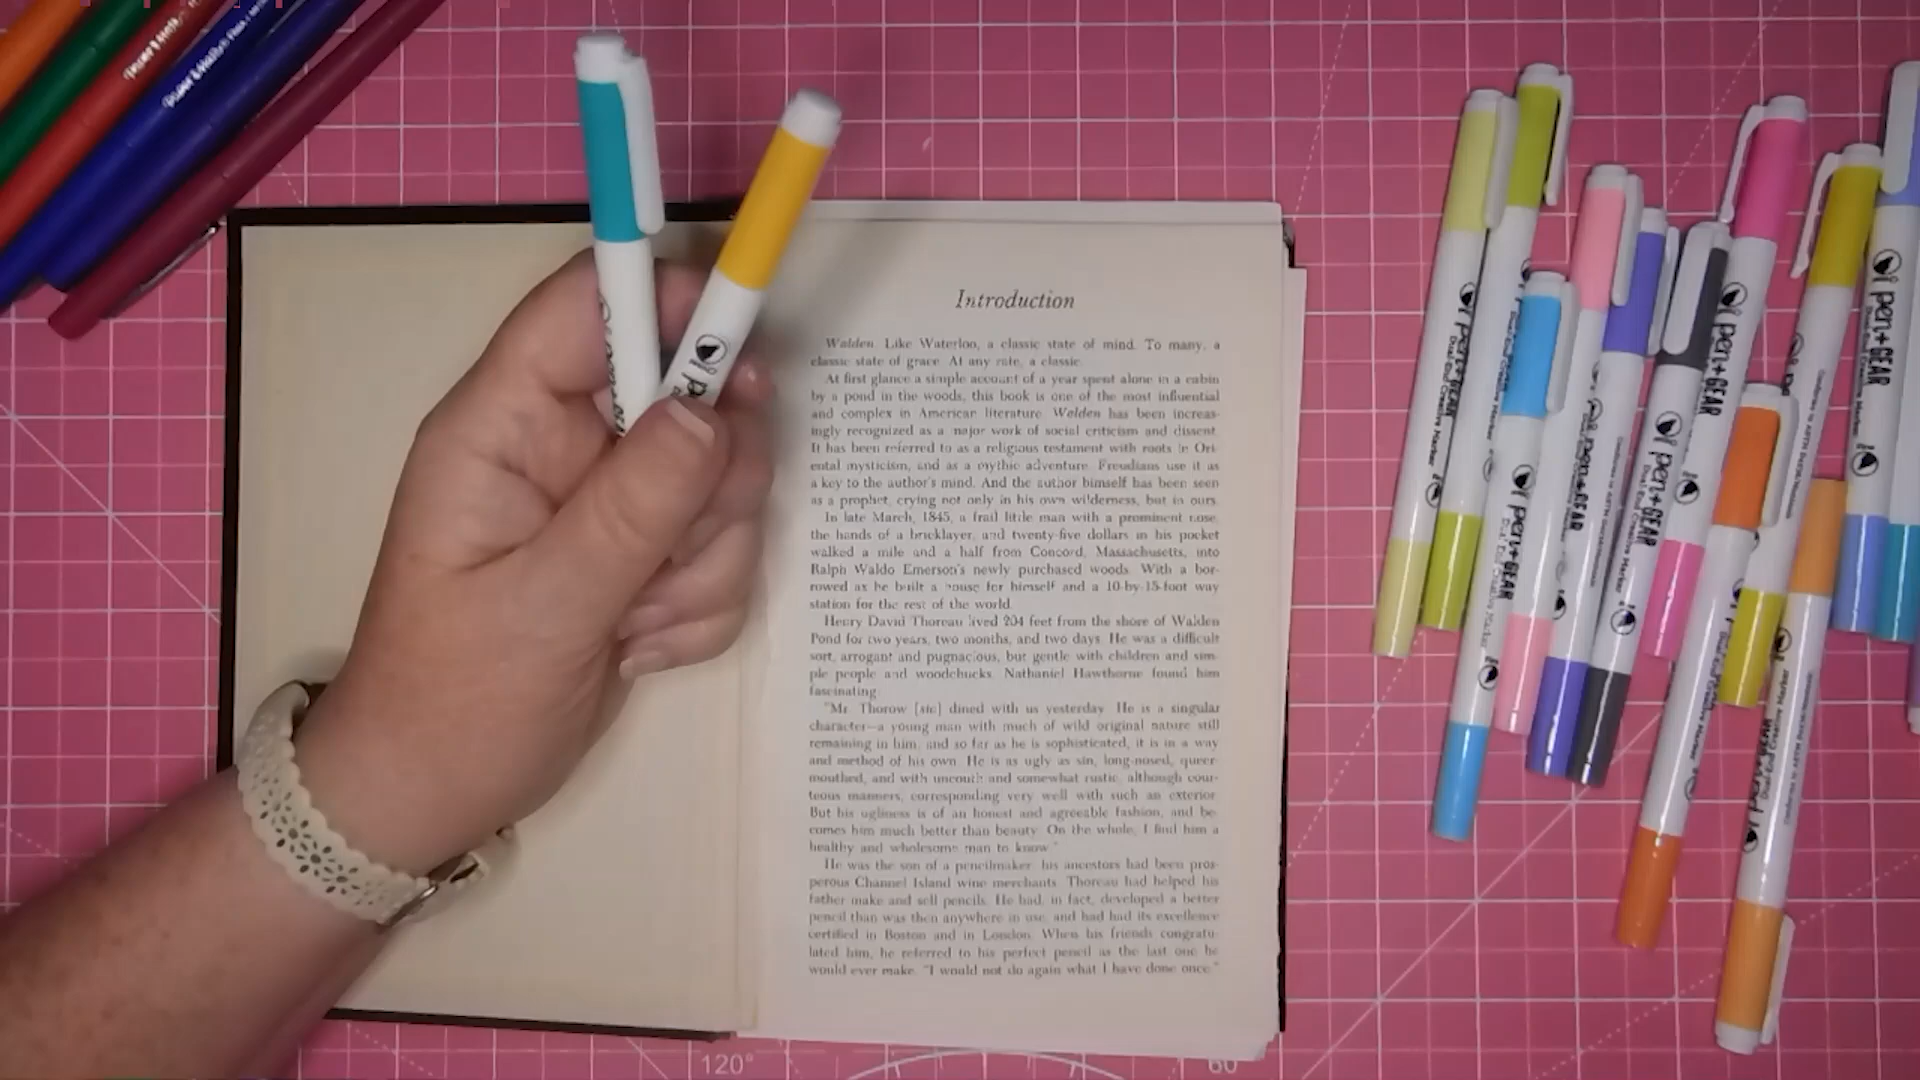 Introduction
Walden. Like Waterloo, a classic state of mind. To many, a
classic state of grace. At any rate, a classic.
At first glance a simple account of a year spent alone in a cabin
by a pond in the woods, this book is one of the most influential
and complex in American literature. Walden has been increas-
ingly recognized as a major work of social criticism and dissent.
It has been referred to as a religious testament with roots in Ori-
ental mysticism, and as a mythic adventure. Freudians use it as
a key to the author's mind. And the author himself has been seen
as a prophet, crying not only in his own wilderness, but in ours.
In late March, 1845, a frail little man with a prominent nose,
the hands of a bricklayer, and twenty-five dollars in his pocket
walked a mile and a half from Concord, Massachusetts, into
Ralph Waldo Emerson's newly purchased woods. With a bor-
rowed ax he built a house for himself and a 10-by-15-foot way
station for the rest of the world.
Henry David Thoreau lived 204 feet from the shore of Walden
Pond for two years, two months, and two days. He was a difficult
sort, arrogant and pugnacious, but gentle with children and sim-
ple people and woodchucks. Nathaniel Hawthorne found him
fascinating.
"Mr. Thorow [sic] dined with us yesterday. He is a singular
character—a young man with much of wild original nature still
remaining in him, and so far as he is sophisticated, it is in a way
and method of his own. He is as ugly as sin, long-nosed, queer-
mouthed, and with uncouth and somewhat rustic, although cour-
teous manners, corresponding very well with such an exterior.
But his ugliness is of an honest and agreeable fashion, and be-
comes him much better than beauty. On the whole, I find him a
healthy and wholesome man to know."
He was the son of a pencilmaker; his ancestors had been pros-
perous Channel Island wine merchants. Thoreau had helped his
father make and sell pencils. He had, in fact, developed a better
pencil than was then anywhere in use, and had had its excellence
certified in Boston and in London. When his friends congratu-
lated him, he referred to his perfect pencil as the last one he
would ever make. "I would not do again what I have done once."
pen+GEAR
Dual-End Creative Marker
pen+GEAR
pen+GEAR
pen+GEAR
pen+GEAR
pen+GEAR
Dual-End Creative Marker
120°
60